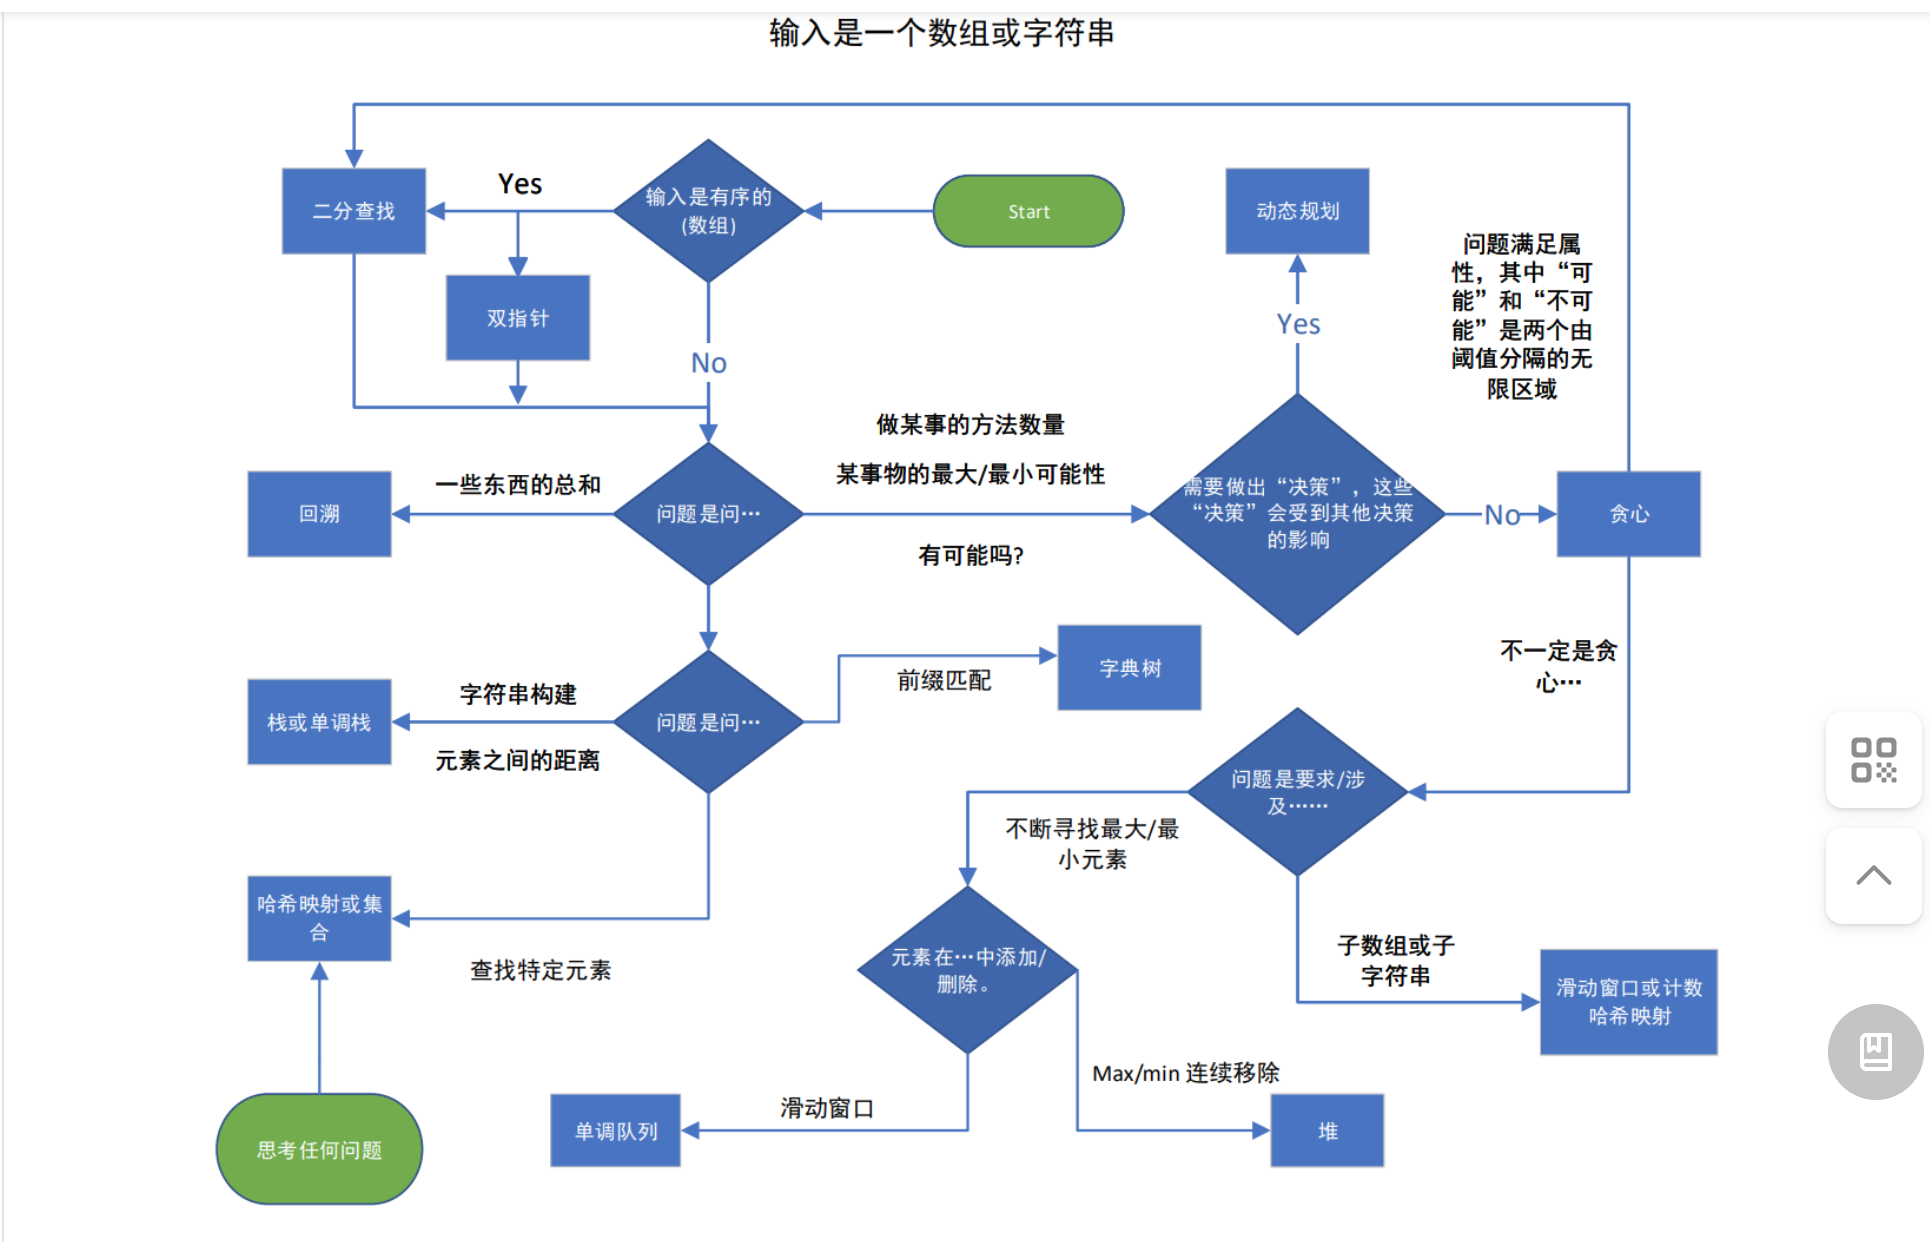 输入是一个数组或字符串
Yes
输入是有序的
(数组)
Start
二分查找
动态规划
问题满足属
性，其中“可
能”和“不可
能”是两个由
阈值分隔的无
限区域
双指针
Yes
No
做某事的方法数量
某事物的最大/最小可能性
一些东西的总和
回溯
问题是问…
需要做出“决策”，这些
“决策”会受到其他决策
的影响
No
贪心
有可能吗?
不一定是贪
心…
字典树
前缀匹配
字符串构建
栈或单调栈
问题是问…
元素之间的距离
问题是要求/涉
及……
不断寻找最大/最
小元素
哈希映射或集
合
查找特定元素
元素在…中添加/
删除。
子数组或子
字符串
滑动窗口或计数
哈希映射
Max/min 连续移除
滑动窗口
单调队列
堆
思考任何问题